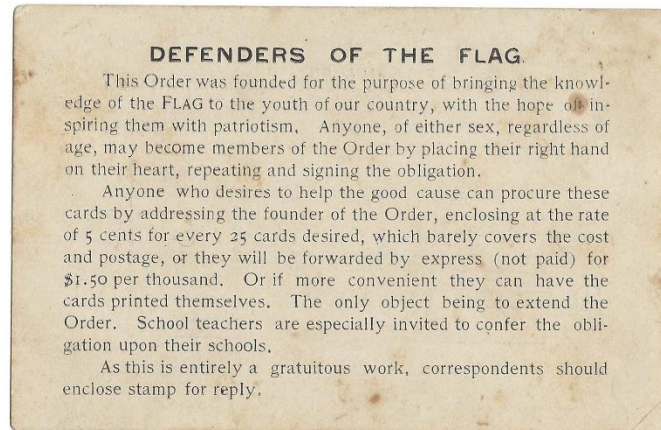 DEFENDERS OF THE FLAG.
This Order was founded for the purpose of bringing the knowl-
edge of the FLAG to the youth of our country, with the hope of in-
spiring them with patriotism. Anyone, of either sex, regardless of
age, may become members of the Order by placing their right hand
on their heart, repeating and signing the obligation.
Anyone who desires to help the good cause can procure these
cards by addressing the founder of the Order, enclosing at the rate
of 5 cents for every 25 cards desired, which barely covers the cost
and postage, or they will be forwarded by express (not paid) for
$1.50 per thousand. Or if more convenient they can have the
cards printed themselves. The only object being to extend the
Order. School teachers are especially invited to confer the obli-
gation upon their schools.
As this is entirely a gratuitous work, correspondents should
enclose stamp for reply.